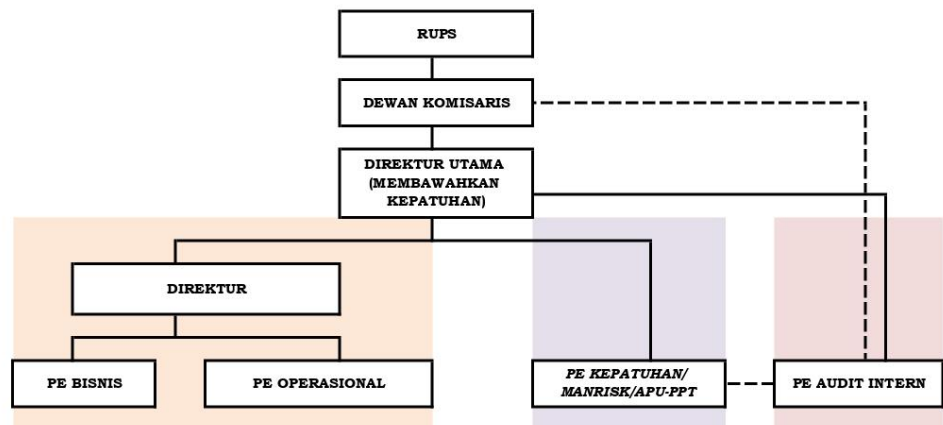 RUPS
DEWAN KOMISARIS
DIREKTUR UTAMA
(MEMBAWAHKAN
KEPATUHAN)
DIREKTUR
PE BISNIS
PE OPERASIONAL
PE KEPATUHAN/
MANRISK/APU-PPT
PE AUDIT INTERN